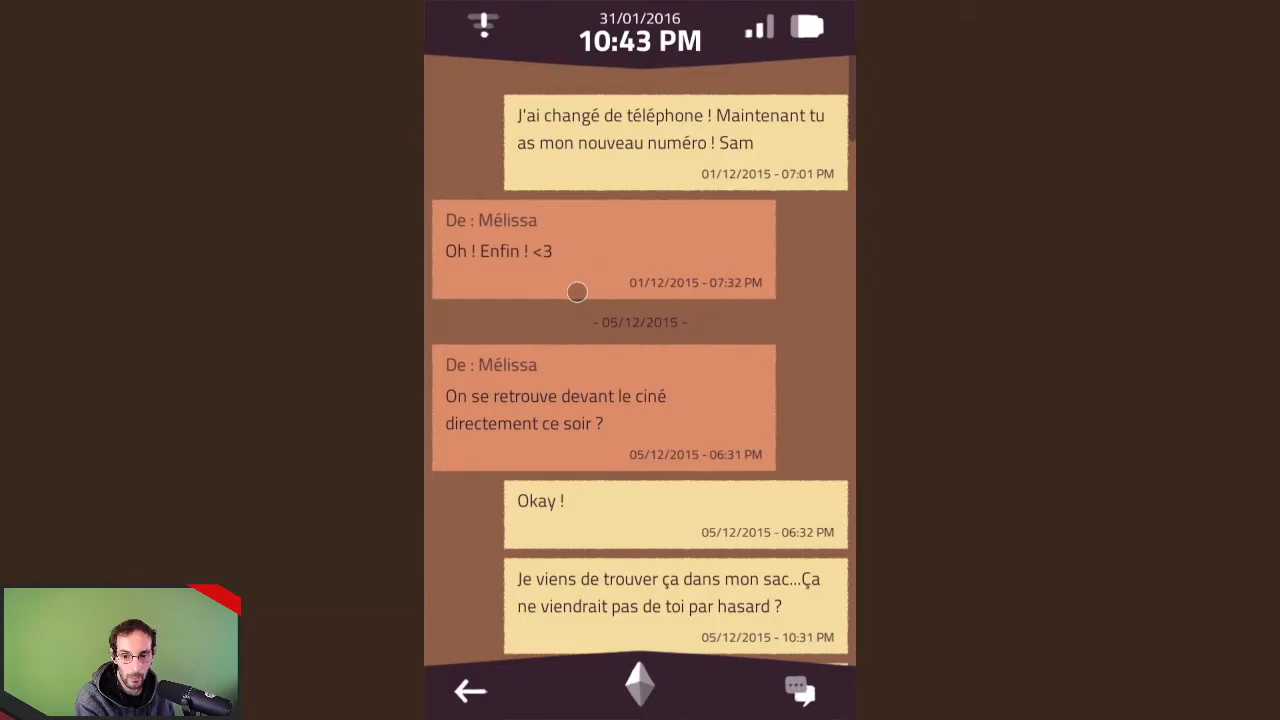 31/01/2016
10:43 PM
J'ai changé de téléphone ! Maintenant tu
as mon nouveau numéro ! Sam
01/12/2015 - 07:01 PM
De : Mélissa
Oh ! Enfin ! <3
01/12/2015 - 07:32 PM
- 05/12/2015 -
De : Mélissa
On se retrouve devant le ciné
directement ce soir ?
05/12/2015 - 06:31 PM
Okay !
05/12/2015 - 06:32 PM
Je viens de trouver ça dans mon sac...Ça
ne viendrait pas de toi par hasard ?
05/12/2015 - 10:31 PM